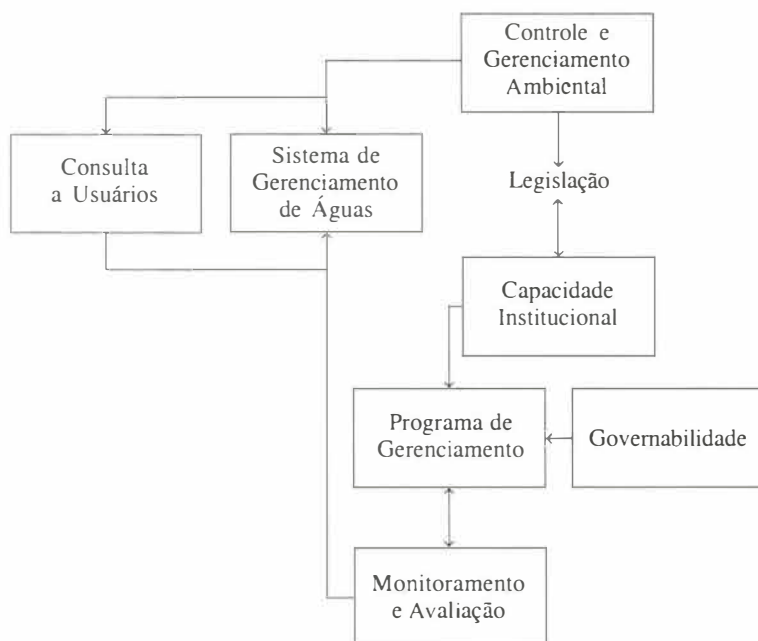 Controle e
Gerenciamento
Ambiental
Consulta
a Usuários
Sistema de
Gerenciamento
de Águas
Legislação
Capacidade
Institucional
Programa de
Gerenciamento
Governabilidade
Monitoramento
e Avaliação